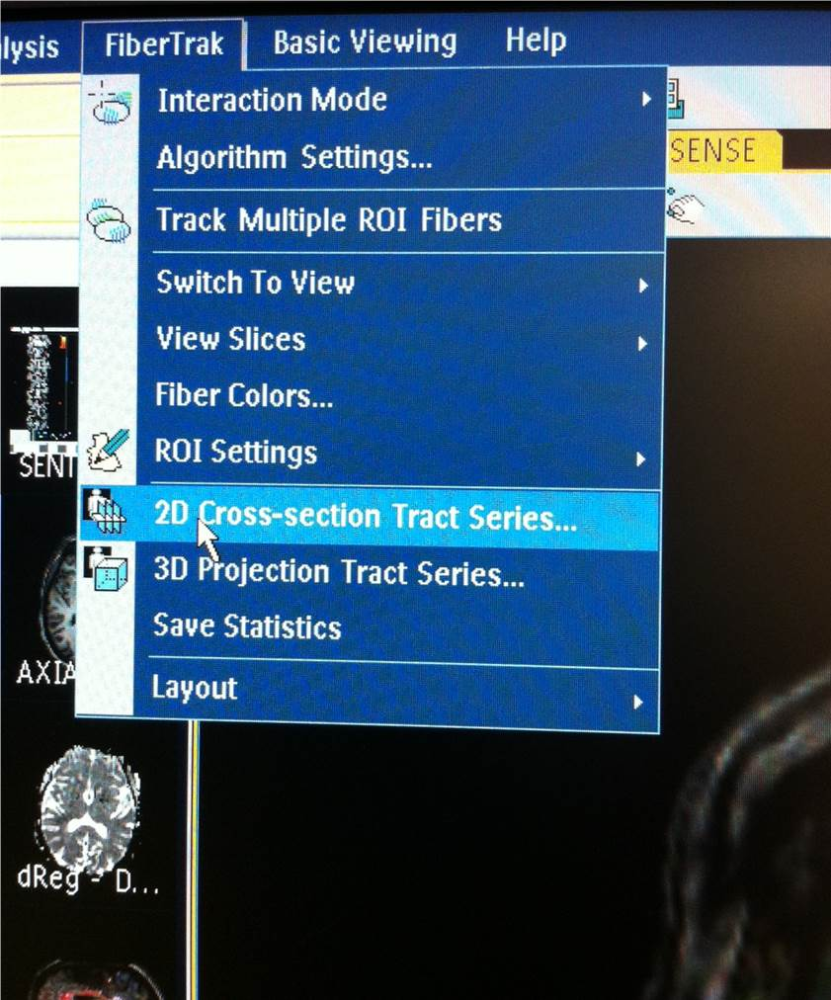 lysis FiberTrak Basic Viewing Help
Interaction Mode
Algorithm Settings...
SENSE
Track Multiple ROI Fibers
Switch To View
View Slices
Fiber Colors...
ROI Settings
SENT
2D Cross-section Tract Series...
3D Projection Tract Series...
Save Statistics
AXIA
Layout
dReg - D...